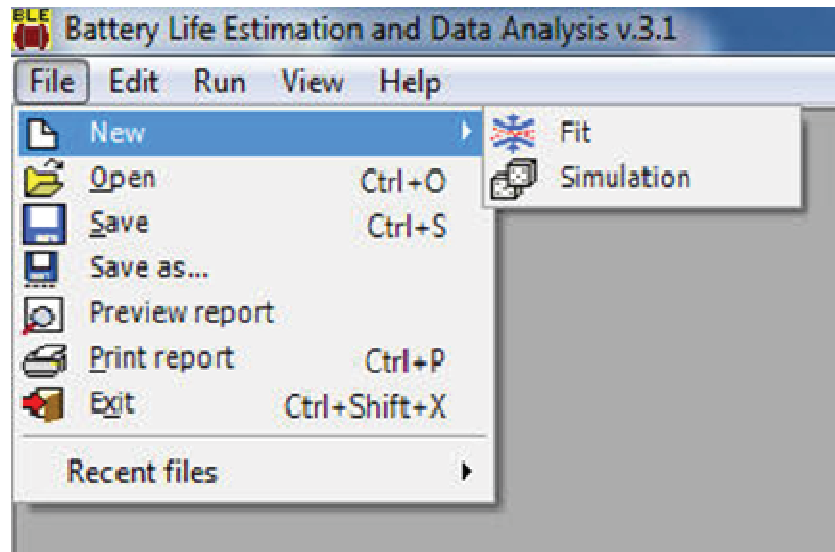 BLE Battery Life Estimation and Data Analysis v.3.1
File Edit Run View Help
New
Fit
Open Ctrl+O
Simulation
Save Ctrl+S
Save as...
Preview report
Print report Ctrl+P
Exit Ctrl+Shift+X
Recent files